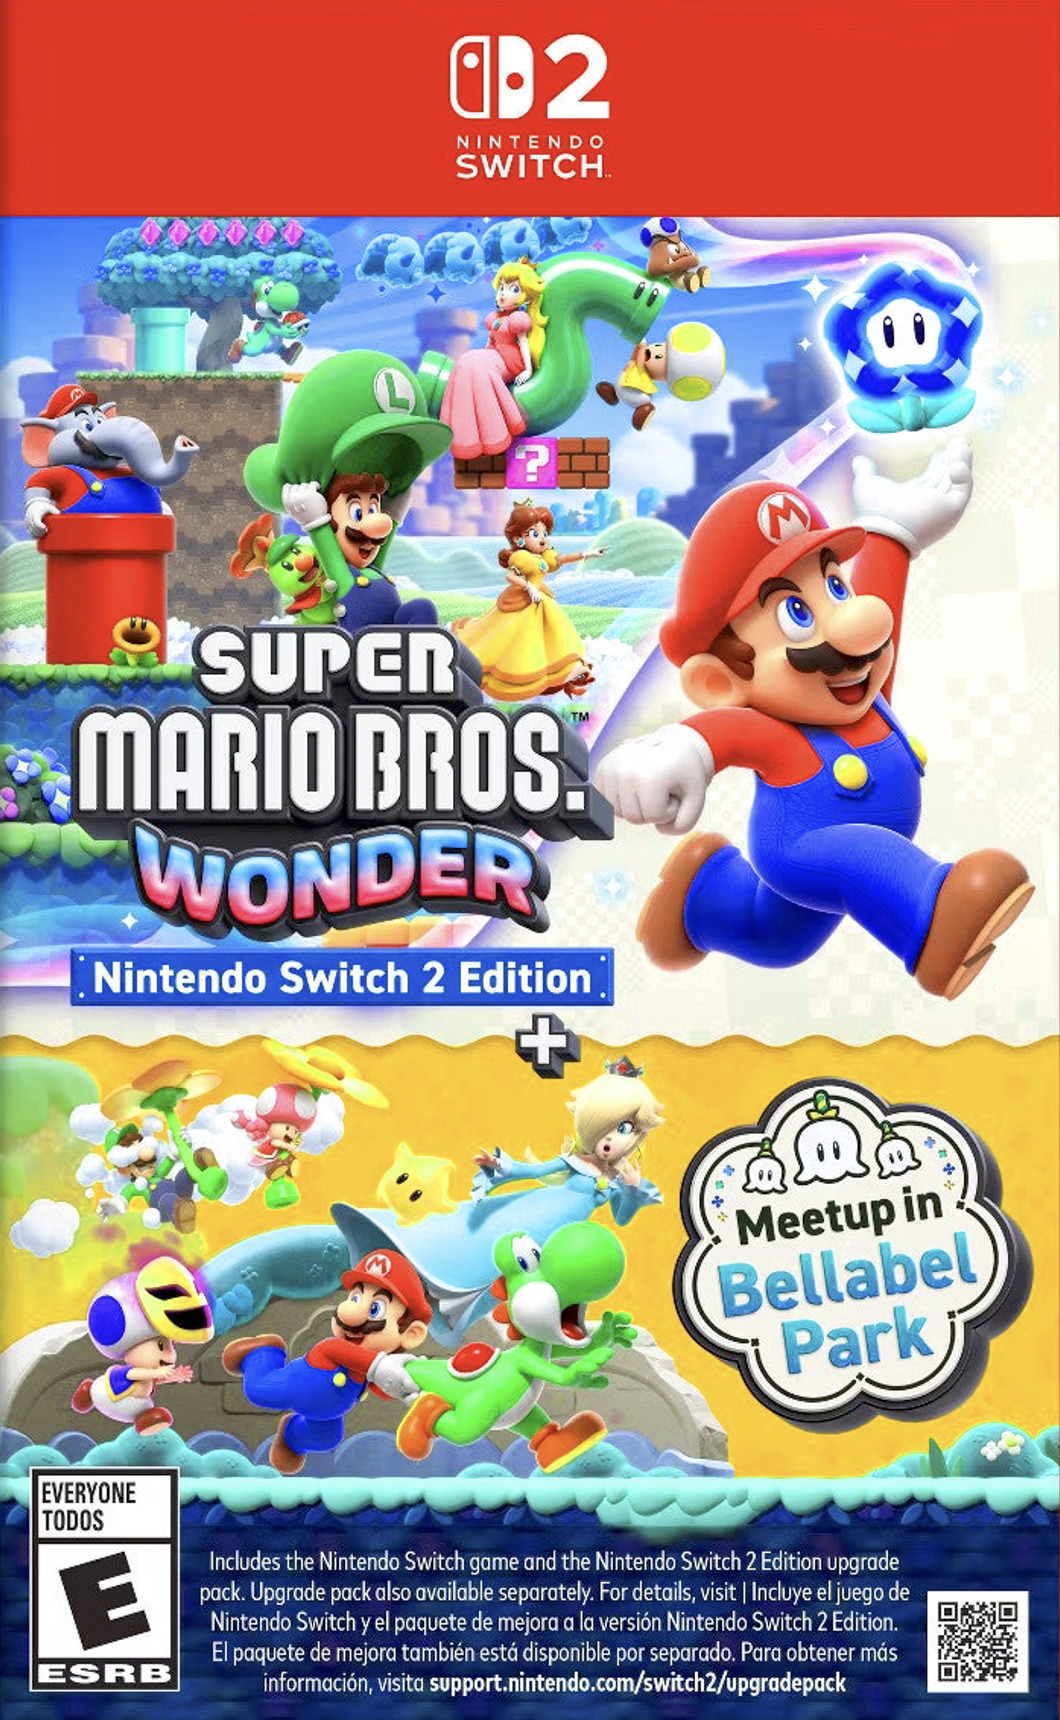 2
NINTENDO
SWITCH™
L
M
?
M
SUPER
MARIO BROS.™
WONDER
Nintendo Switch 2 Edition
+
M
Meetup in
Bellabel
Park
EVERYONE
TODOS
E
ESRB
Includes the Nintendo Switch game and the Nintendo Switch 2 Edition upgrade
pack. Upgrade pack also available separately. For details, visit | Incluye el juego de
Nintendo Switch y el paquete de mejora a la versión Nintendo Switch 2 Edition.
El paquete de mejora también está disponible por separado. Para obtener más
información, visita support.nintendo.com/switch2/upgradepack